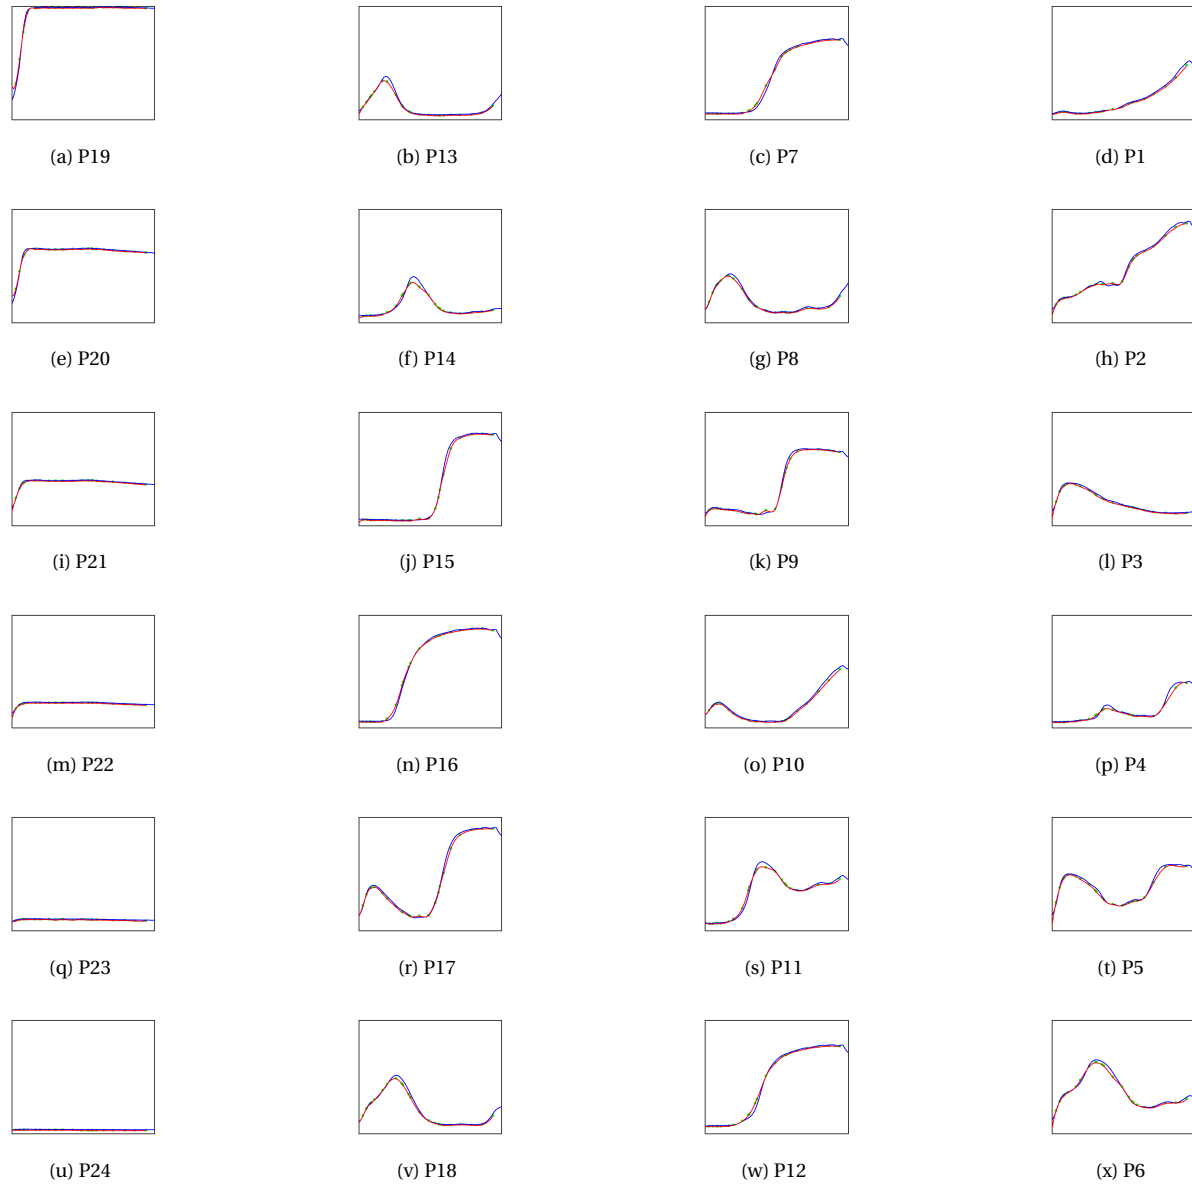 (a) P19
(b) P13
(c) P7
(d) P1
(e) P20
(f) P14
(g) P8
(h) P2
(i) P21
(j) P15
(k) P9
(l) P3
(m) P22
(n) P16
(o) P10
(p) P4
(q) P23
(r) P17
(s) P11
(t) P5
(u) P24
(v) P18
(w) P12
(x) P6